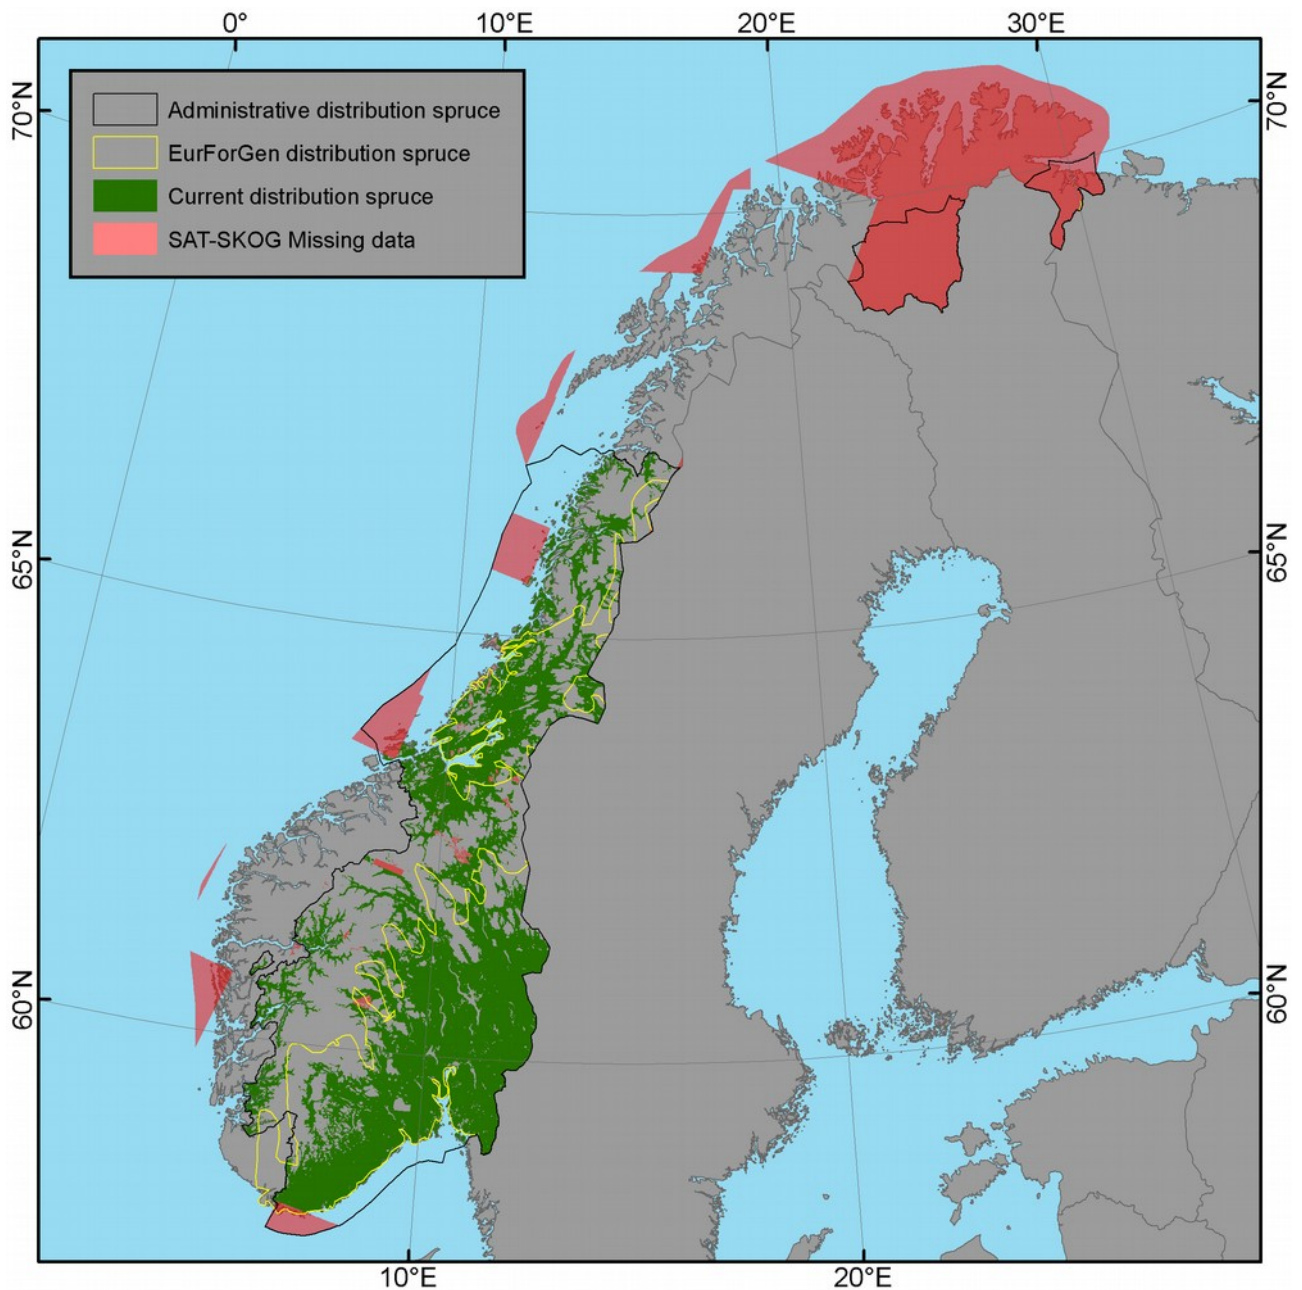 0° 10°E 20°E 30°E
70°N 70°N
Administrative distribution spruce
EurForGen distribution spruce
Current distribution spruce
SAT-SKOG Missing data
65°N 65°N
60°N 60°N
10°E 20°E